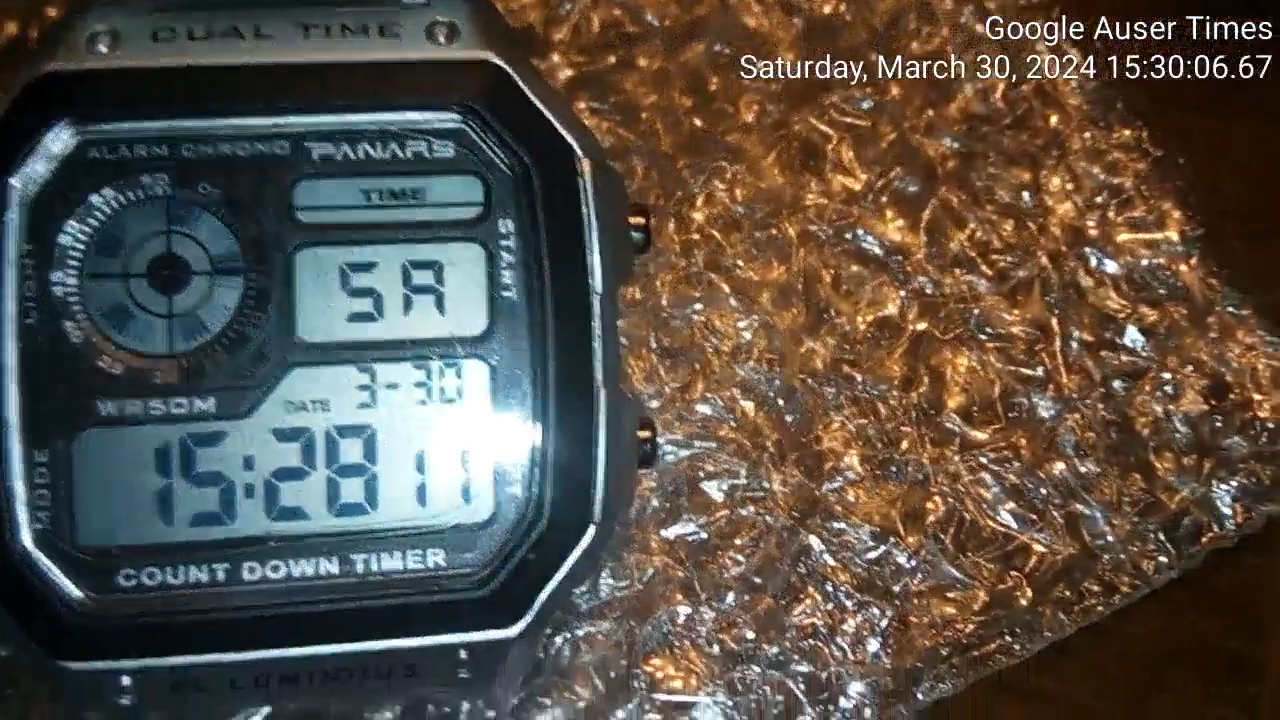 Google Auser Times
Saturday, March 30, 2024 15:30:06.67
DUAL TIME
ALARM CHRONO PANARS
TIME
START
LIGHT
SA
DATE 3-30
WR50M
MODE
15:28 11
COUNT DOWN TIMER